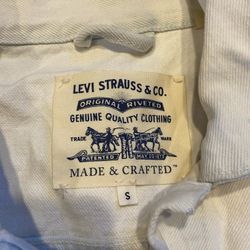 LEVI STRAUSS & CO.
ORIGINAL RIVETED
GENUINE QUALITY CLOTHING
TRADE MARK
PATENTED MAY 20 1873
MADE & CRAFTED™
S